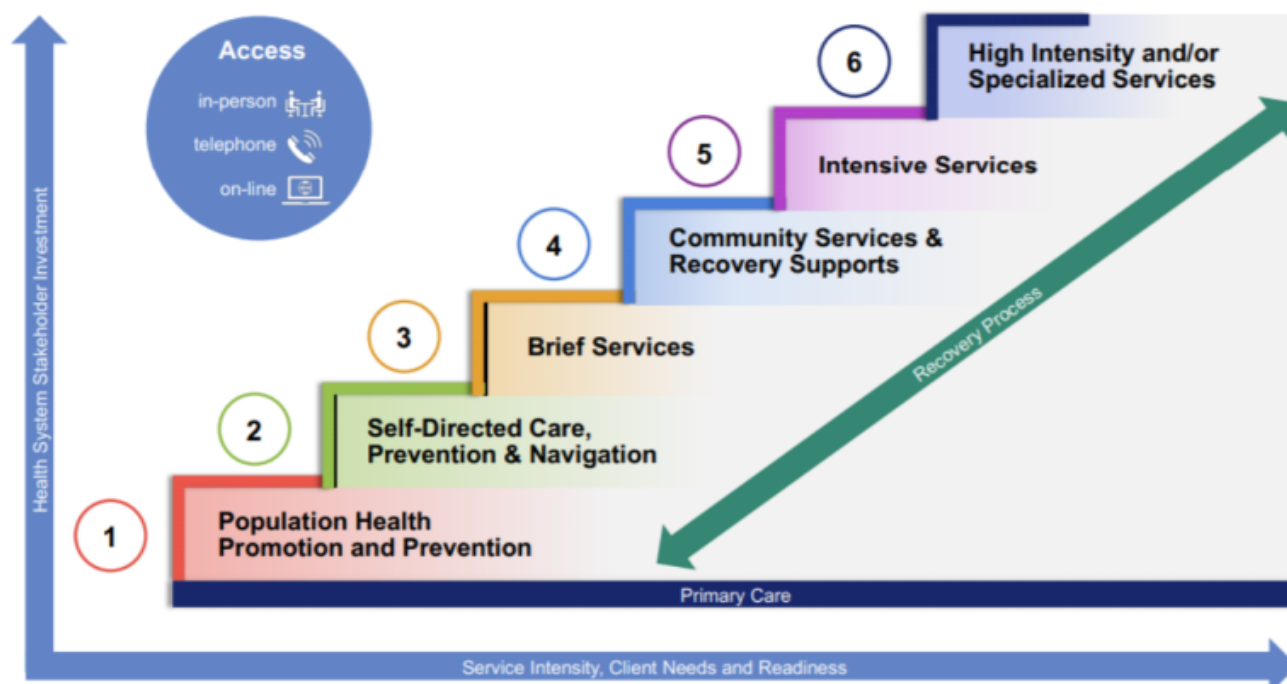 Access
in-person
telephone
on-line
6
High Intensity and/or
Specialized Services
5
Intensive Services
4
Community Services &
Recovery Supports
3
Brief Services
2
Self-Directed Care,
Prevention & Navigation
1
Population Health
Promotion and Prevention
Recovery Process
Primary Care
Health System Stakeholder Investment
Service Intensity, Client Needs and Readiness